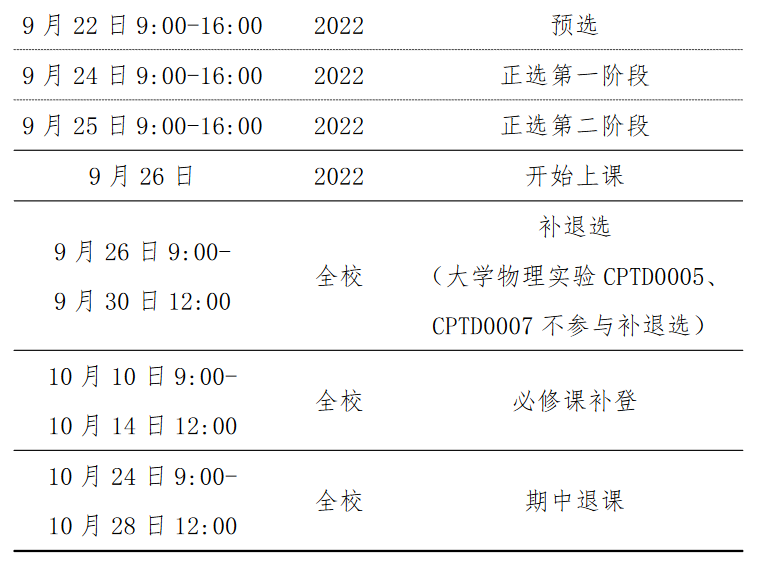 9 月 22 日 9:00-16:00 2022 预选
9 月 24 日 9:00-16:00 2022 正选第一阶段
9 月 25 日 9:00-16:00 2022 正选第二阶段
9 月 26 日 2022 开始上课
9 月 26 日 9:00-
9 月 30 日 12:00
全校
补退选
（大学物理实验 CPTD0005、
CPTD0007 不参与补退选）
10 月 10 日 9:00-
10 月 14 日 12:00
全校
必修课补登
10 月 24 日 9:00-
10 月 28 日 12:00
全校
期中退课